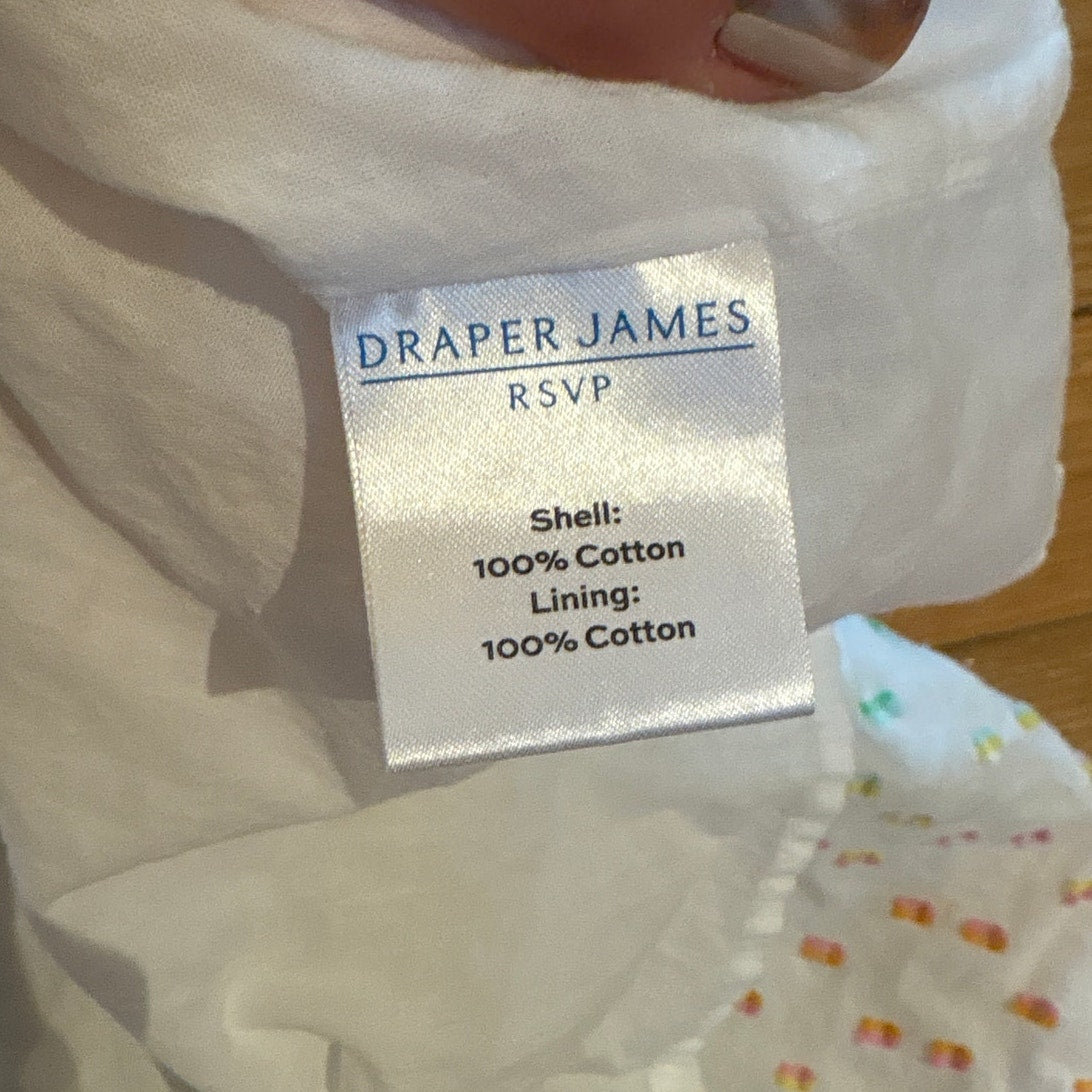 DRAPER JAMES
RSVP
Shell:
100% Cotton
Lining:
100% Cotton